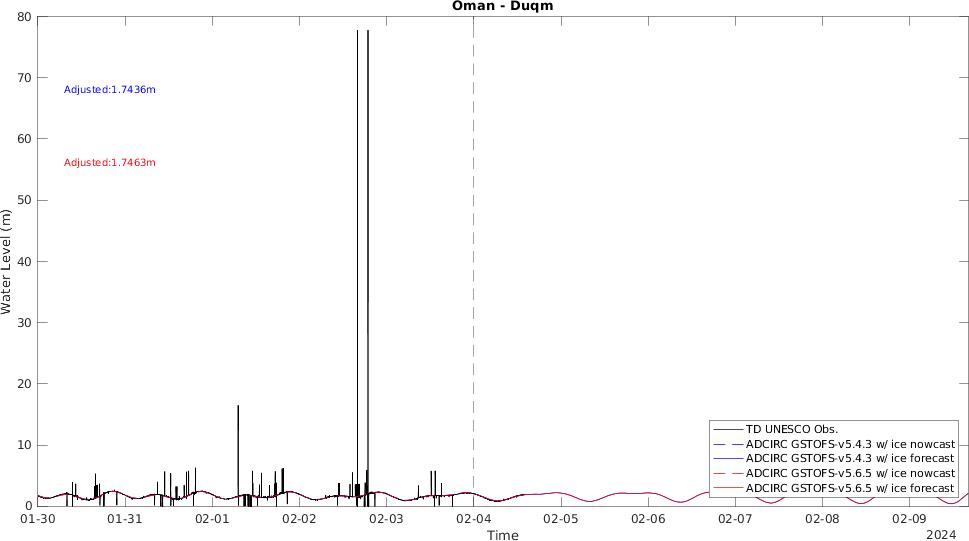 Oman - Duqm
80
70
60
50
40
30
20
10
0
Water Level (m)
Adjusted:1.7436m
Adjusted:1.7463m
TD UNESCO Obs.
ADCIRC GSTOFS-v5.4.3 w/ ice nowcast
ADCIRC GSTOFS-v5.4.3 w/ ice forecast
ADCIRC GSTOFS-v5.6.5 w/ ice nowcast
ADCIRC GSTOFS-v5.6.5 w/ ice forecast
01-30 01-31 02-01 02-02 02-03 02-04 02-05 02-06 02-07 02-08 02-09
Time
2024